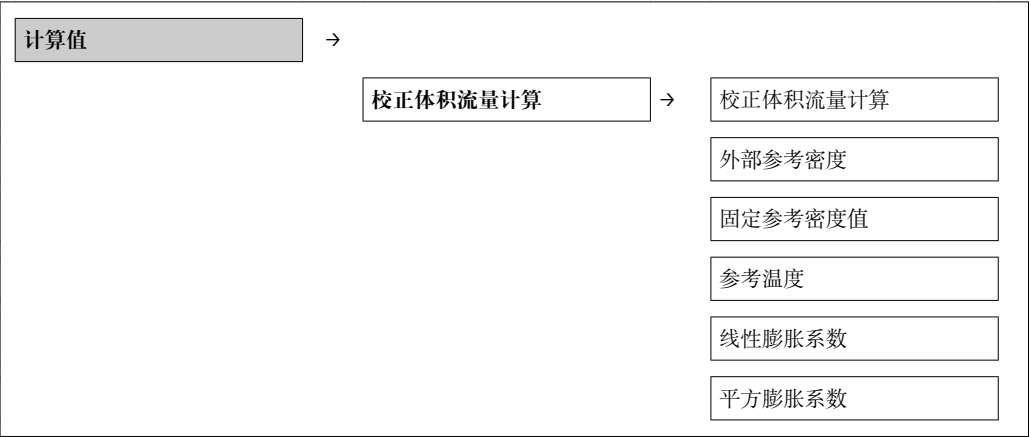 计算值 →
校正体积流量计算 → 校正体积流量计算
外部参考密度
固定参考密度值
参考温度
线性膨胀系数
平方膨胀系数